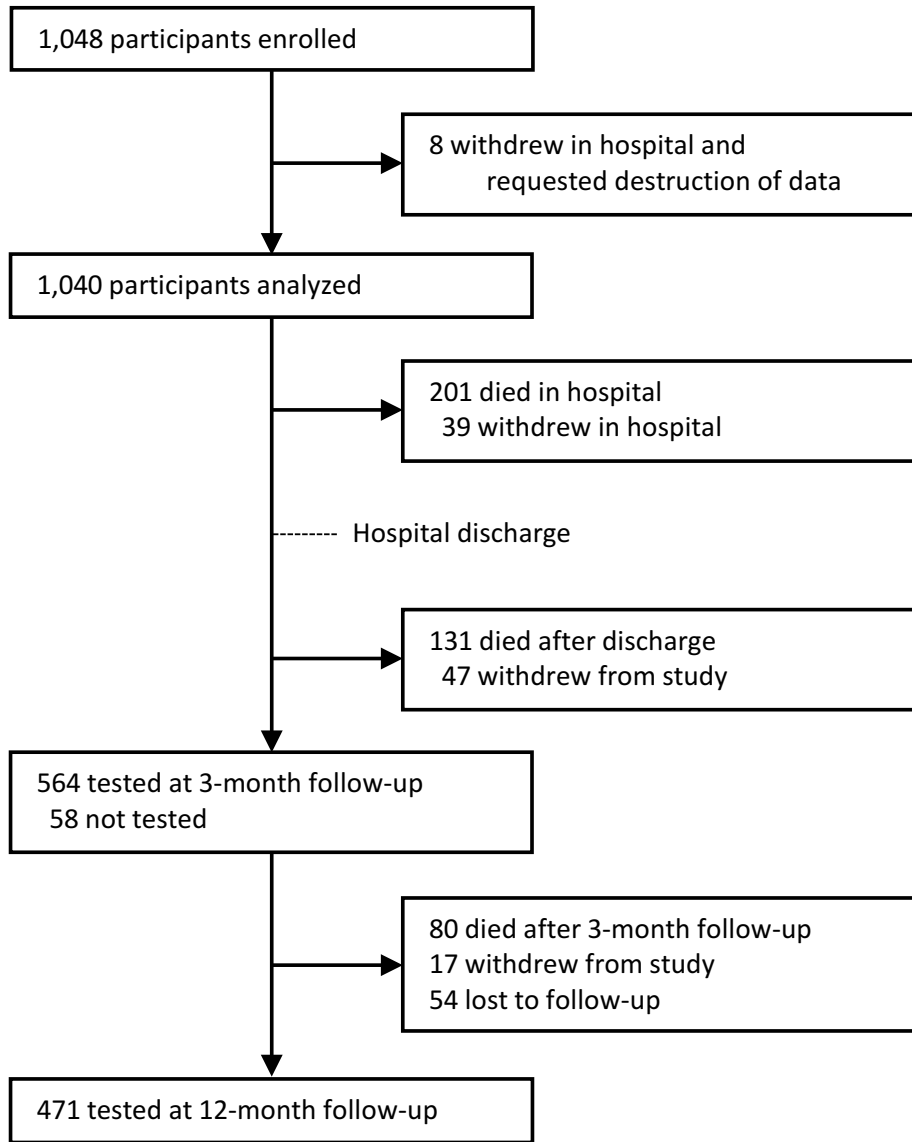 1,048 participants enrolled
8 withdrew in hospital and
requested destruction of data
1,040 participants analyzed
201 died in hospital
39 withdrew in hospital
Hospital discharge
131 died after discharge
47 withdrew from study
564 tested at 3-month follow-up
58 not tested
80 died after 3-month follow-up
17 withdrew from study
54 lost to follow-up
471 tested at 12-month follow-up